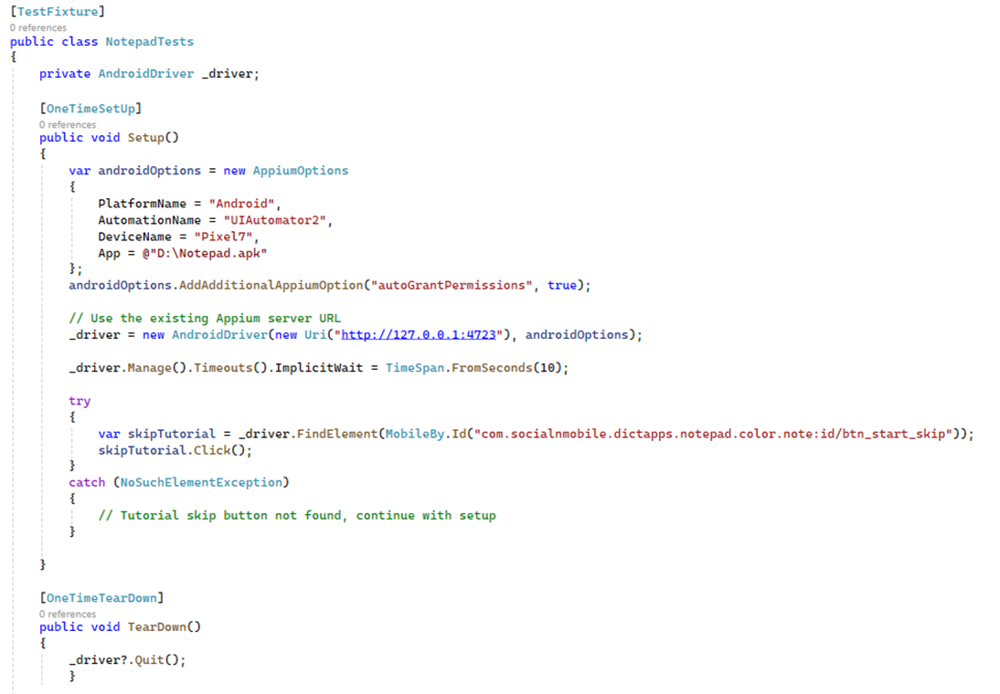 [TestFixture]
0 references
public class NotepadTests
{
    private AndroidDriver _driver;

    [OneTimeSetUp]
    0 references
    public void Setup()
    {
        var androidOptions = new AppiumOptions
        {
            PlatformName = "Android",
            AutomationName = "UIAutomator2",
            DeviceName = "Pixel7",
            App = @"D:\Notepad.apk"
        };
        androidOptions.AddAdditionalAppiumOption("autoGrantPermissions", true);

        // Use the existing Appium server URL
        _driver = new AndroidDriver(new Uri("http://127.0.0.1:4723"), androidOptions);

        _driver.Manage().Timeouts().ImplicitWait = TimeSpan.FromSeconds(10);

        try
        {
            var skipTutorial = _driver.FindElement(MobileBy.Id("com.socialnmobile.dictapps.notepad.color.note:id/btn_start_skip"));
            skipTutorial.Click();
        }
        catch (NoSuchElementException)
        {
            // Tutorial skip button not found, continue with setup
        }

    }

    [OneTimeTearDown]
    0 references
    public void TearDown()
    {
        _driver?.Quit();
        }